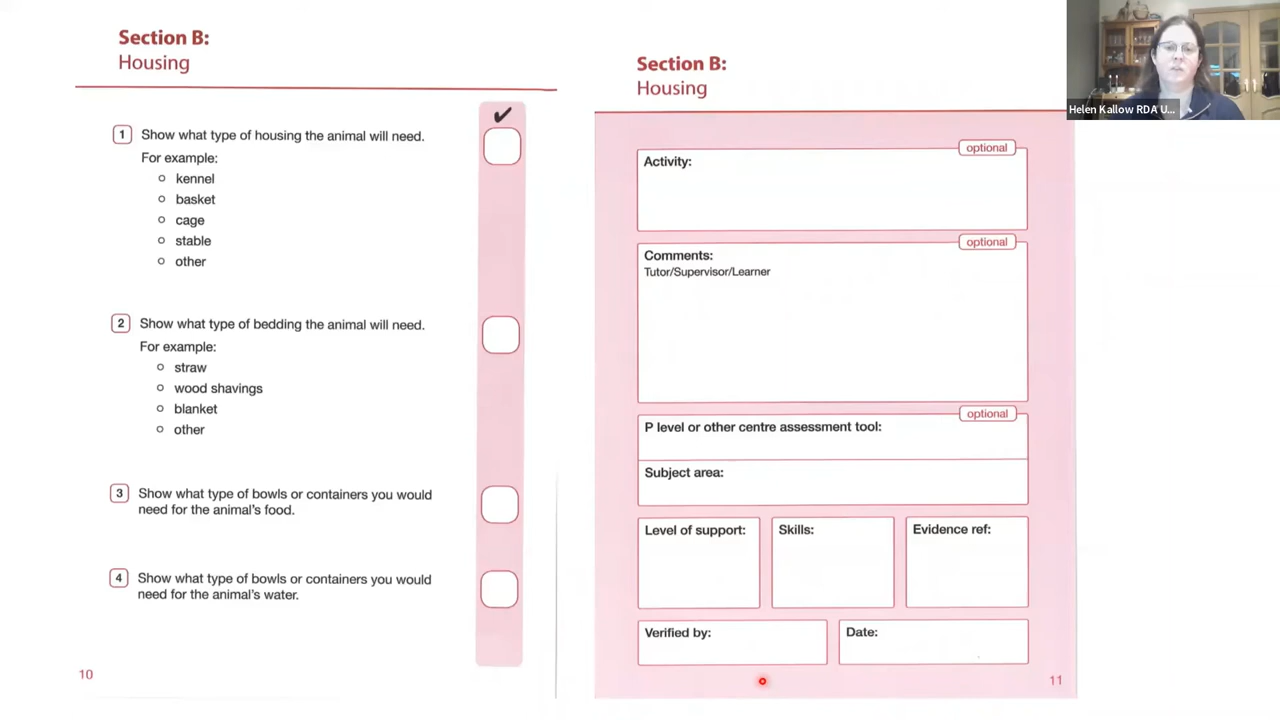 Section B:
Housing
✔
1 Show what type of housing the animal will need.
For example:
kennel
basket
cage
stable
other
2 Show what type of bedding the animal will need.
For example:
straw
wood shavings
blanket
other
3 Show what type of bowls or containers you would
need for the animal's food.
4 Show what type of bowls or containers you would
need for the animal's water.
10
Section B:
Housing
optional
Activity:
optional
Comments:
Tutor/Supervisor/Learner
optional
P level or other centre assessment tool:
Subject area:
Level of support:
Skills:
Evidence ref:
Verified by:
Date:
11
Helen Kallow RDA U...